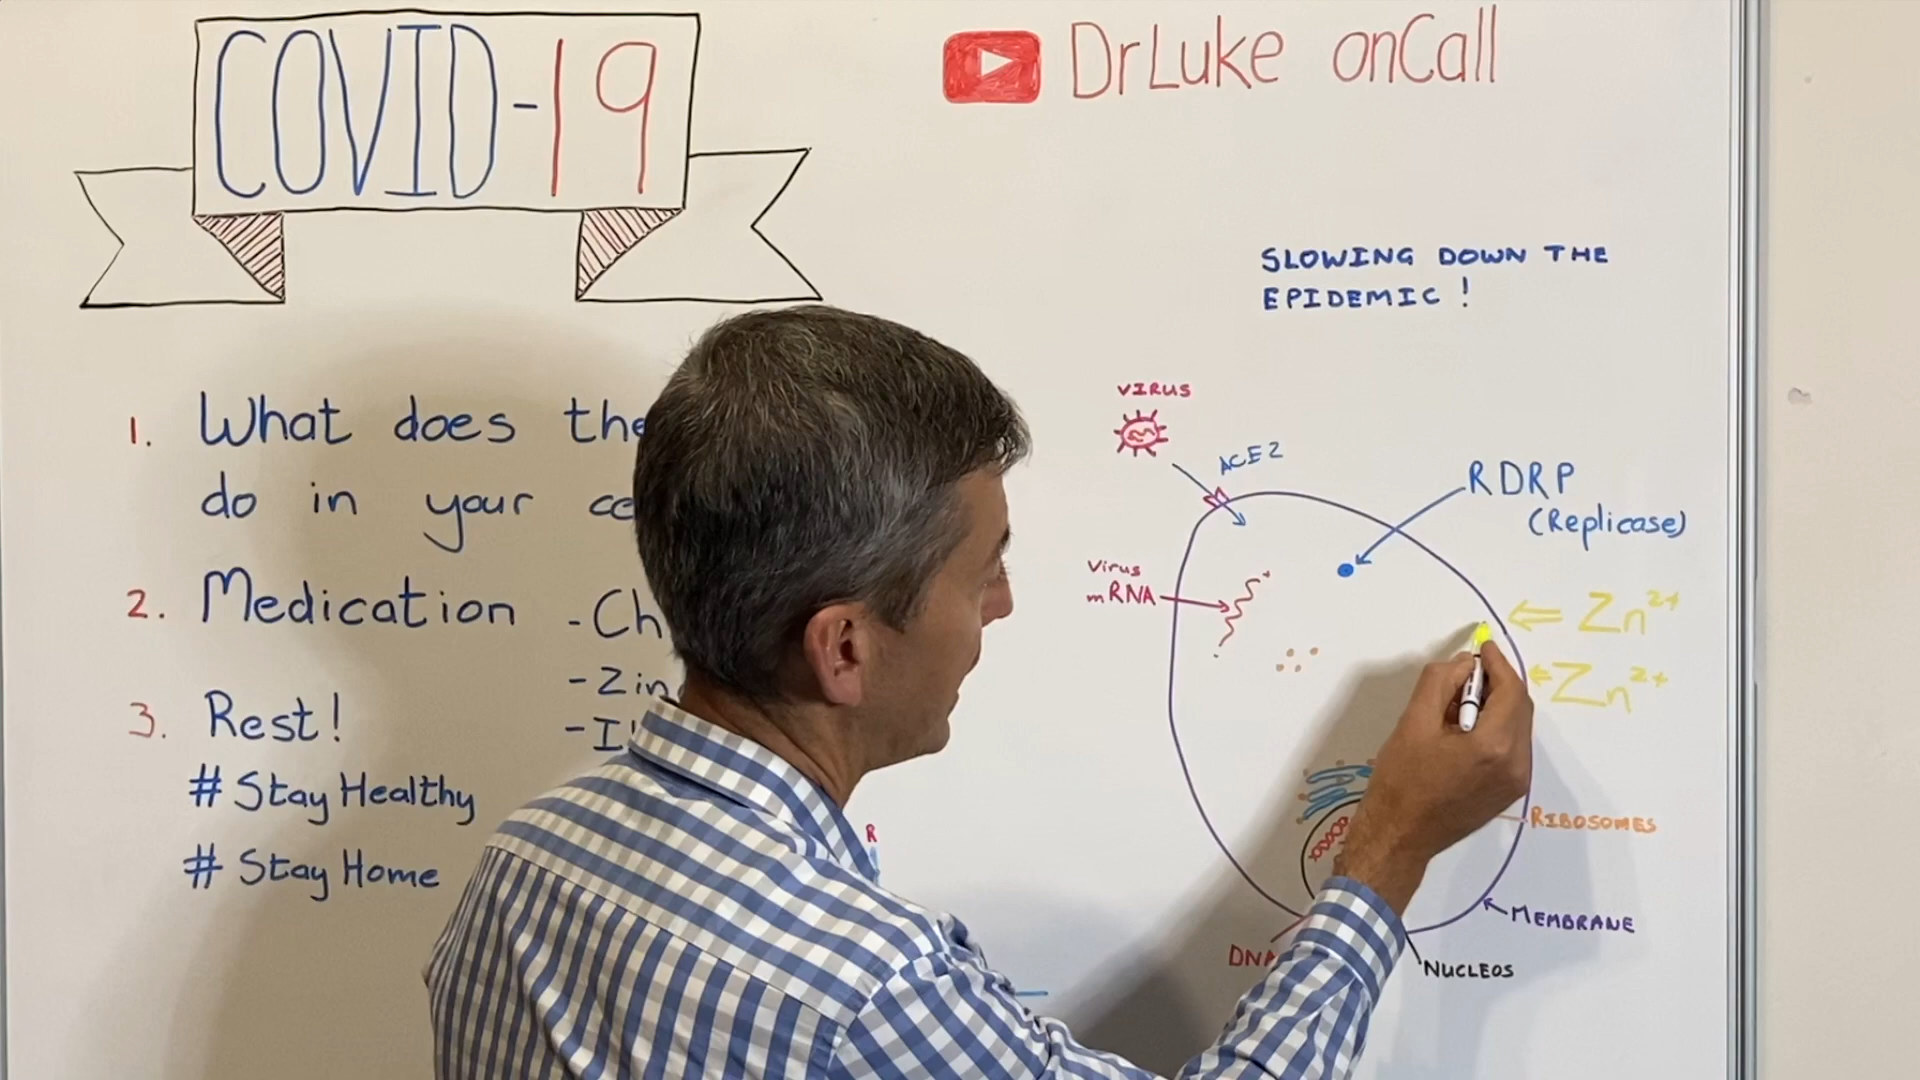 COVID-19
DrLuke onCall
SLOWING DOWN THE
EPIDEMIC!
1. What does the
do in your
2. Medication -Ch
-Zin
3. Rest!
# Stay Healthy
# Stay Home
VIRUS
ACE2
RDRP
(Replicase)
Virus
mRNA
Zn2+
Zn2+
RIBOSOMES
MEMBRANE
DNA
NUCLEOS
R